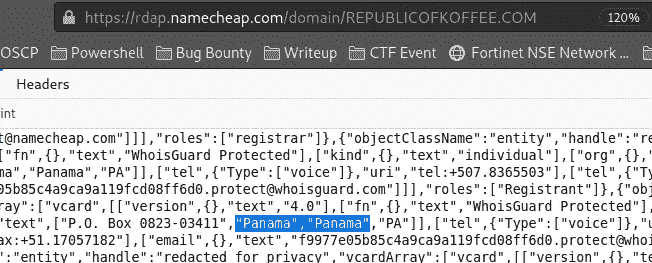 https://rdap.namecheap.com/domain/REPUBLICOFKOFFEE.COM 120%
OSCP Powershell Bug Bounty Writeup CTF Event Fortinet NSE Network ...
Headers
rint
t@namecheap.com"]]],"roles":["registrar"]},{"objectClassName":"entity","handle":"re
["fn",{},"text","WhoisGuard Protected"],["kind",{},"text","individual"],["org",{},"
ma","Panama","PA"]],["tel",{"Type":["voice"]},"uri","tel:+507.8365503"],["tel",{"Ty
05b85c4a9ca9a119fcd08ff6d0.protect@whoisguard.com"]]],"roles":["Registrant"]},{"obj
ray":["vcard",[["version",{},"text","4.0"],["fn",{},"text","WhoisGuard Protected"],
"text",["P.O. Box 0823-03411","Panama","Panama","PA"]],["tel",{"Type":["voice"]},"u
ax:+51.17057182"],["email",{},"text","f9977e05b85c4a9ca9a119fcd08ff6d0.protect@who
":"entity","handle":"redacted for privacy","vcardArray":["vcard",[["version",{},"te